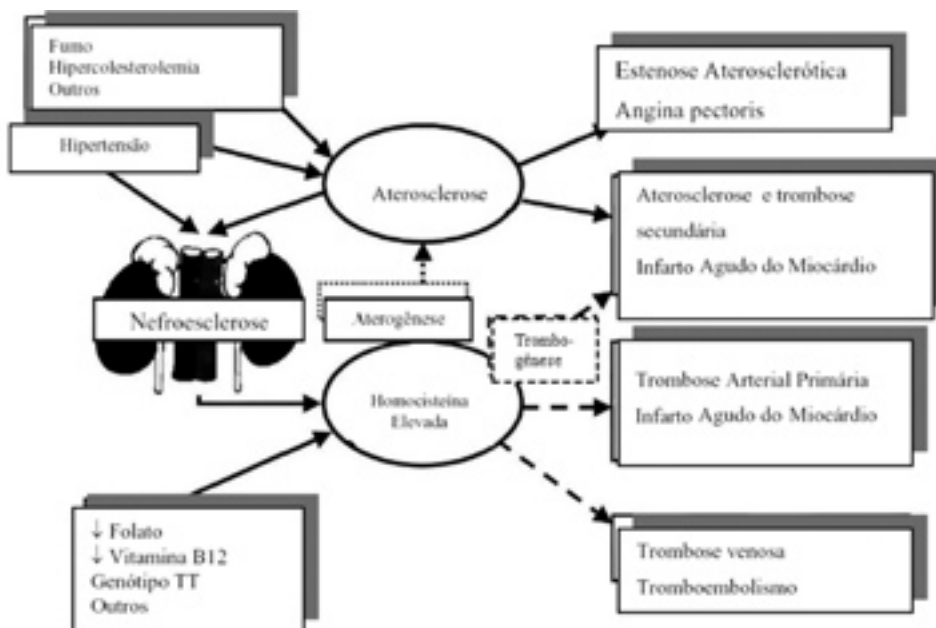 Fumo
Hipercolesterolemia
Outros
Hipertensão
Aterosclerose
Estenose Aterosclerótica
Angina pectoris
Aterosclerose e trombose
secundária
Infarto Agudo do Miocárdio
Nefroesclerose
Aterogênese
Trombo-
gênese
Homocisteína
Elevada
Trombose Arterial Primária
Infarto Agudo do Miocárdio
↓ Folato
↓ Vitamina B12
Genótipo TT
Outros
Trombose venosa
Tromboembolismo